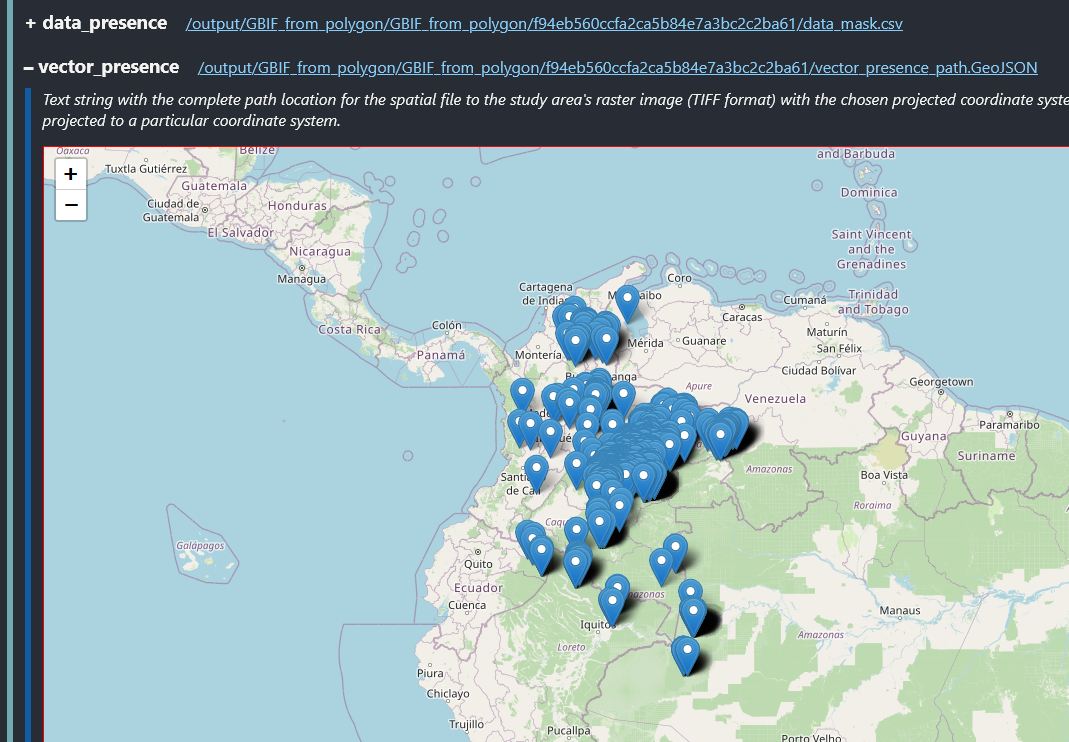 + data_presence /output/GBIF_from_polygon/GBIF_from_polygon/f94eb560ccfa2ca5b84e7a3bc2c2ba61/data_mask.csv
– vector_presence /output/GBIF_from_polygon/GBIF_from_polygon/f94eb560ccfa2ca5b84e7a3bc2c2ba61/vector_presence_path.GeoJSON
Text string with the complete path location for the spatial file to the study area's raster image (TIFF format) with the chosen projected coordinate syste
projected to a particular coordinate system.
Oaxaca
Belize
and Barbuda
+
Tuxtla Gutiérrez
Guatemala
Dominica
–
Ciudad de
Guatemala
Honduras
El Salvador
Saint Vincent
and the
Grenadines
Nicaragua
Managua
Coro
Cartagena
de Indias
Trinidad
and Tobago
Cumaná
Caracas
Costa Rica
Colón
Maturín
Panamá
Montería
Mérida
Guanare
San Félix
Ciudad Bolívar
Apure
Georgetown
Venezuela
Paramaribo
Guyana
Suriname
Amazonas
Boa Vista
de Cali
Roraima
Galápagos
Quito
Ecuador
Cuenca
Manaus
Amazonas
Loreto
Piura
Chiclayo
Trujillo
Pucallpa
Porto Velho